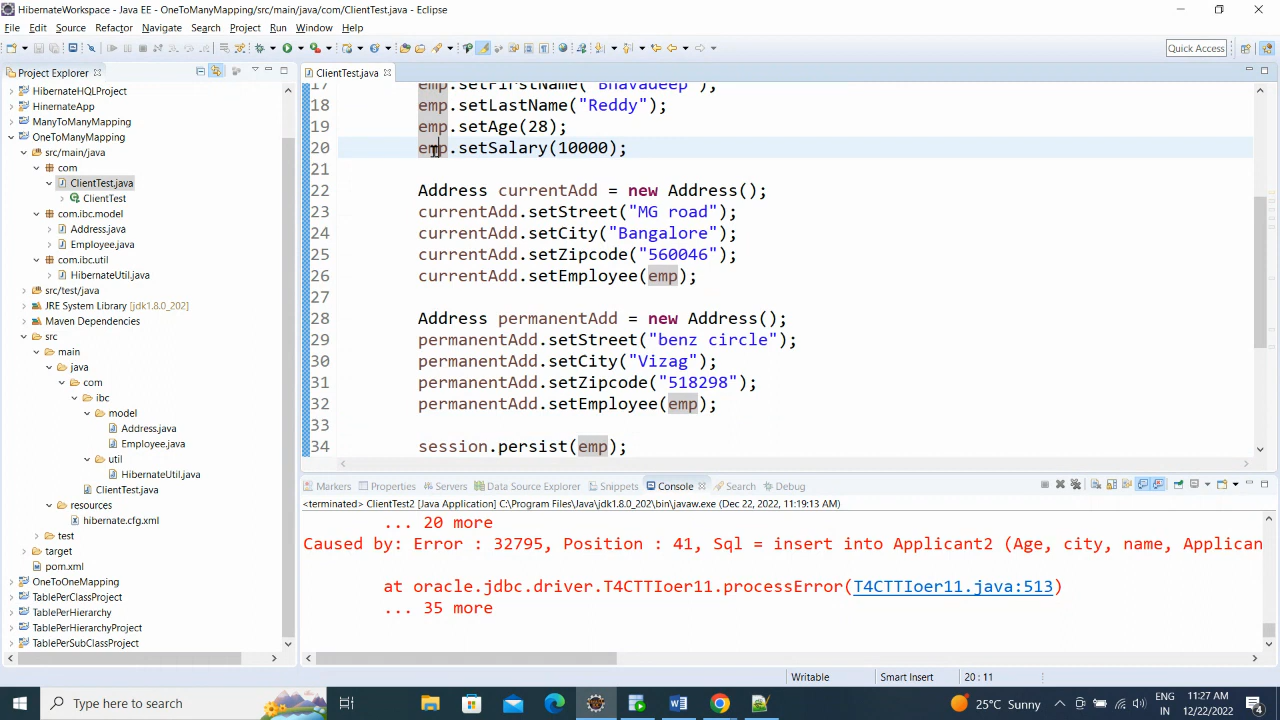 HibernateWorkspace - Java EE - OneToManyMapping/src/main/java/com/ClientTest.java - Eclipse
File Edit Source Refactor Navigate Search Project Run Window Help
Quick Access
Project Explorer
HibernateHQLProject
HinernateApp
ManyToManyMapping
OneToManyMapping
src/main/java
com
ClientTest.java
ClientTest
com.ibc.model
Address.java
Employee.java
com.ibc.util
HibernateUtil.java
src/test/java
JRE System Library [jdk1.8.0_202]
Maven Dependencies
src
main
java
com
ibc
model
Address.java
Employee.java
util
HibernateUtil.java
ClientTest.java
resources
hibernate.cfg.xml
test
target
pom.xml
OneToOneMapping
TablePerClassProject
TablePerHierarchy
TablePerHierarchyProject
TablePerSubClassProject
ClientTest.java
17 emp.setFirstName("Bhavadeep");
18 emp.setLastName("Reddy");
19 emp.setAge(28);
20 emp.setSalary(10000);
21
22 Address currentAdd = new Address();
23 currentAdd.setStreet("MG road");
24 currentAdd.setCity("Bangalore");
25 currentAdd.setZipcode("560046");
26 currentAdd.setEmployee(emp);
27
28 Address permanentAdd = new Address();
29 permanentAdd.setStreet("benz circle");
30 permanentAdd.setCity("Vizag");
31 permanentAdd.setZipcode("518298");
32 permanentAdd.setEmployee(emp);
33
34 session.persist(emp);
Markers Properties Servers Data Source Explorer Snippets Console Search Debug
<terminated> ClientTest2 [Java Application] C:\Program Files\Java\jdk1.8.0_202\bin\javaw.exe (Dec 22, 2022, 11:19:13 AM)
... 20 more
Caused by: Error : 32795, Position : 41, Sql = insert into Applicant2 (Age, city, name, Applican
at oracle.jdbc.driver.T4CTTIoer11.processError(T4CTTIoer11.java:513)
... 35 more
Writable Smart Insert 20 : 11
Type here to search
25°C Sunny
ENG
IN
11:27 AM
12/22/2022
4